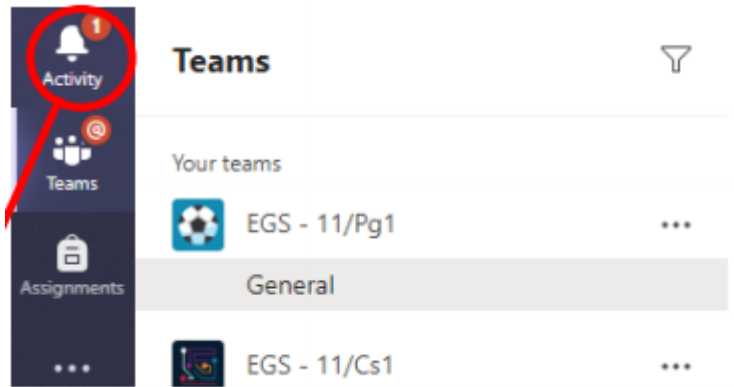 1
Activity
@
Teams
Assignments
...
Teams
Your teams
EGS - 11/Pg1 ...
General
EGS - 11/Cs1 ...